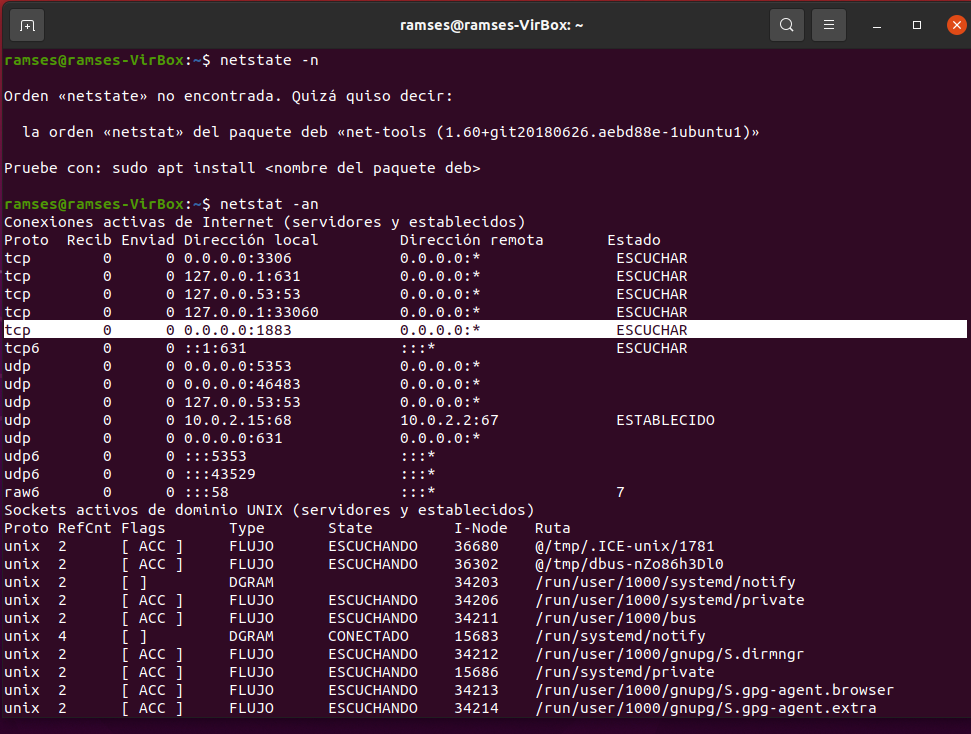 ramses@ramses-VirBox: ~
ramses@ramses-VirBox:~$ netstate -n
Orden «netstate» no encontrada. Quizá quiso decir:
la orden «netstat» del paquete deb «net-tools (1.60+git20180626.aebd88e-1ubuntu1)»
Pruebe con: sudo apt install <nombre del paquete deb>
ramses@ramses-VirBox:~$ netstat -an
Conexiones activas de Internet (servidores y establecidos)
Proto  Recib Enviad Dirección local         Dirección remota       Estado
tcp        0      0 0.0.0.0:3306            0.0.0.0:*               ESCUCHAR
tcp        0      0 127.0.0.1:631           0.0.0.0:*               ESCUCHAR
tcp        0      0 127.0.0.53:53           0.0.0.0:*               ESCUCHAR
tcp        0      0 127.0.0.1:33060         0.0.0.0:*               ESCUCHAR
tcp        0      0 0.0.0.0:1883            0.0.0.0:*               ESCUCHAR
tcp6       0      0 ::1:631                 :::*                    ESCUCHAR
udp        0      0 0.0.0.0:5353            0.0.0.0:*
udp        0      0 0.0.0.0:46483           0.0.0.0:*
udp        0      0 127.0.0.53:53           0.0.0.0:*
udp        0      0 10.0.2.15:68            10.0.2.2:67             ESTABLECIDO
udp        0      0 0.0.0.0:631             0.0.0.0:*
udp6       0      0 :::5353                 :::*
udp6       0      0 :::43529                :::*
raw6       0      0 :::58                   :::*                    7
Sockets activos de dominio UNIX (servidores y establecidos)
Proto RefCnt Flags       Type       State         I-Node   Ruta
unix  2      [ ACC ]     FLUJO      ESCUCHANDO    36680    @/tmp/.ICE-unix/1781
unix  2      [ ACC ]     FLUJO      ESCUCHANDO    36302    @/tmp/dbus-nZo86h3Dl0
unix  2      [ ]         DGRAM                    34203    /run/user/1000/systemd/notify
unix  2      [ ACC ]     FLUJO      ESCUCHANDO    34206    /run/user/1000/systemd/private
unix  2      [ ACC ]     FLUJO      ESCUCHANDO    34211    /run/user/1000/bus
unix  4      [ ]         DGRAM      CONECTADO     15683    /run/systemd/notify
unix  2      [ ACC ]     FLUJO      ESCUCHANDO    34212    /run/user/1000/gnupg/S.dirmngr
unix  2      [ ACC ]     FLUJO      ESCUCHANDO    15686    /run/systemd/private
unix  2      [ ACC ]     FLUJO      ESCUCHANDO    34213    /run/user/1000/gnupg/S.gpg-agent.browser
unix  2      [ ACC ]     FLUJO      ESCUCHANDO    34214    /run/user/1000/gnupg/S.gpg-agent.extra